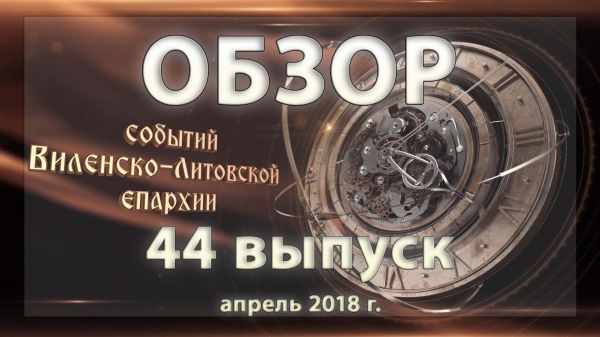 ОБЗОР
событий
Виленско-Литовской
епархии
44 выпуск
апрель 2018 г.